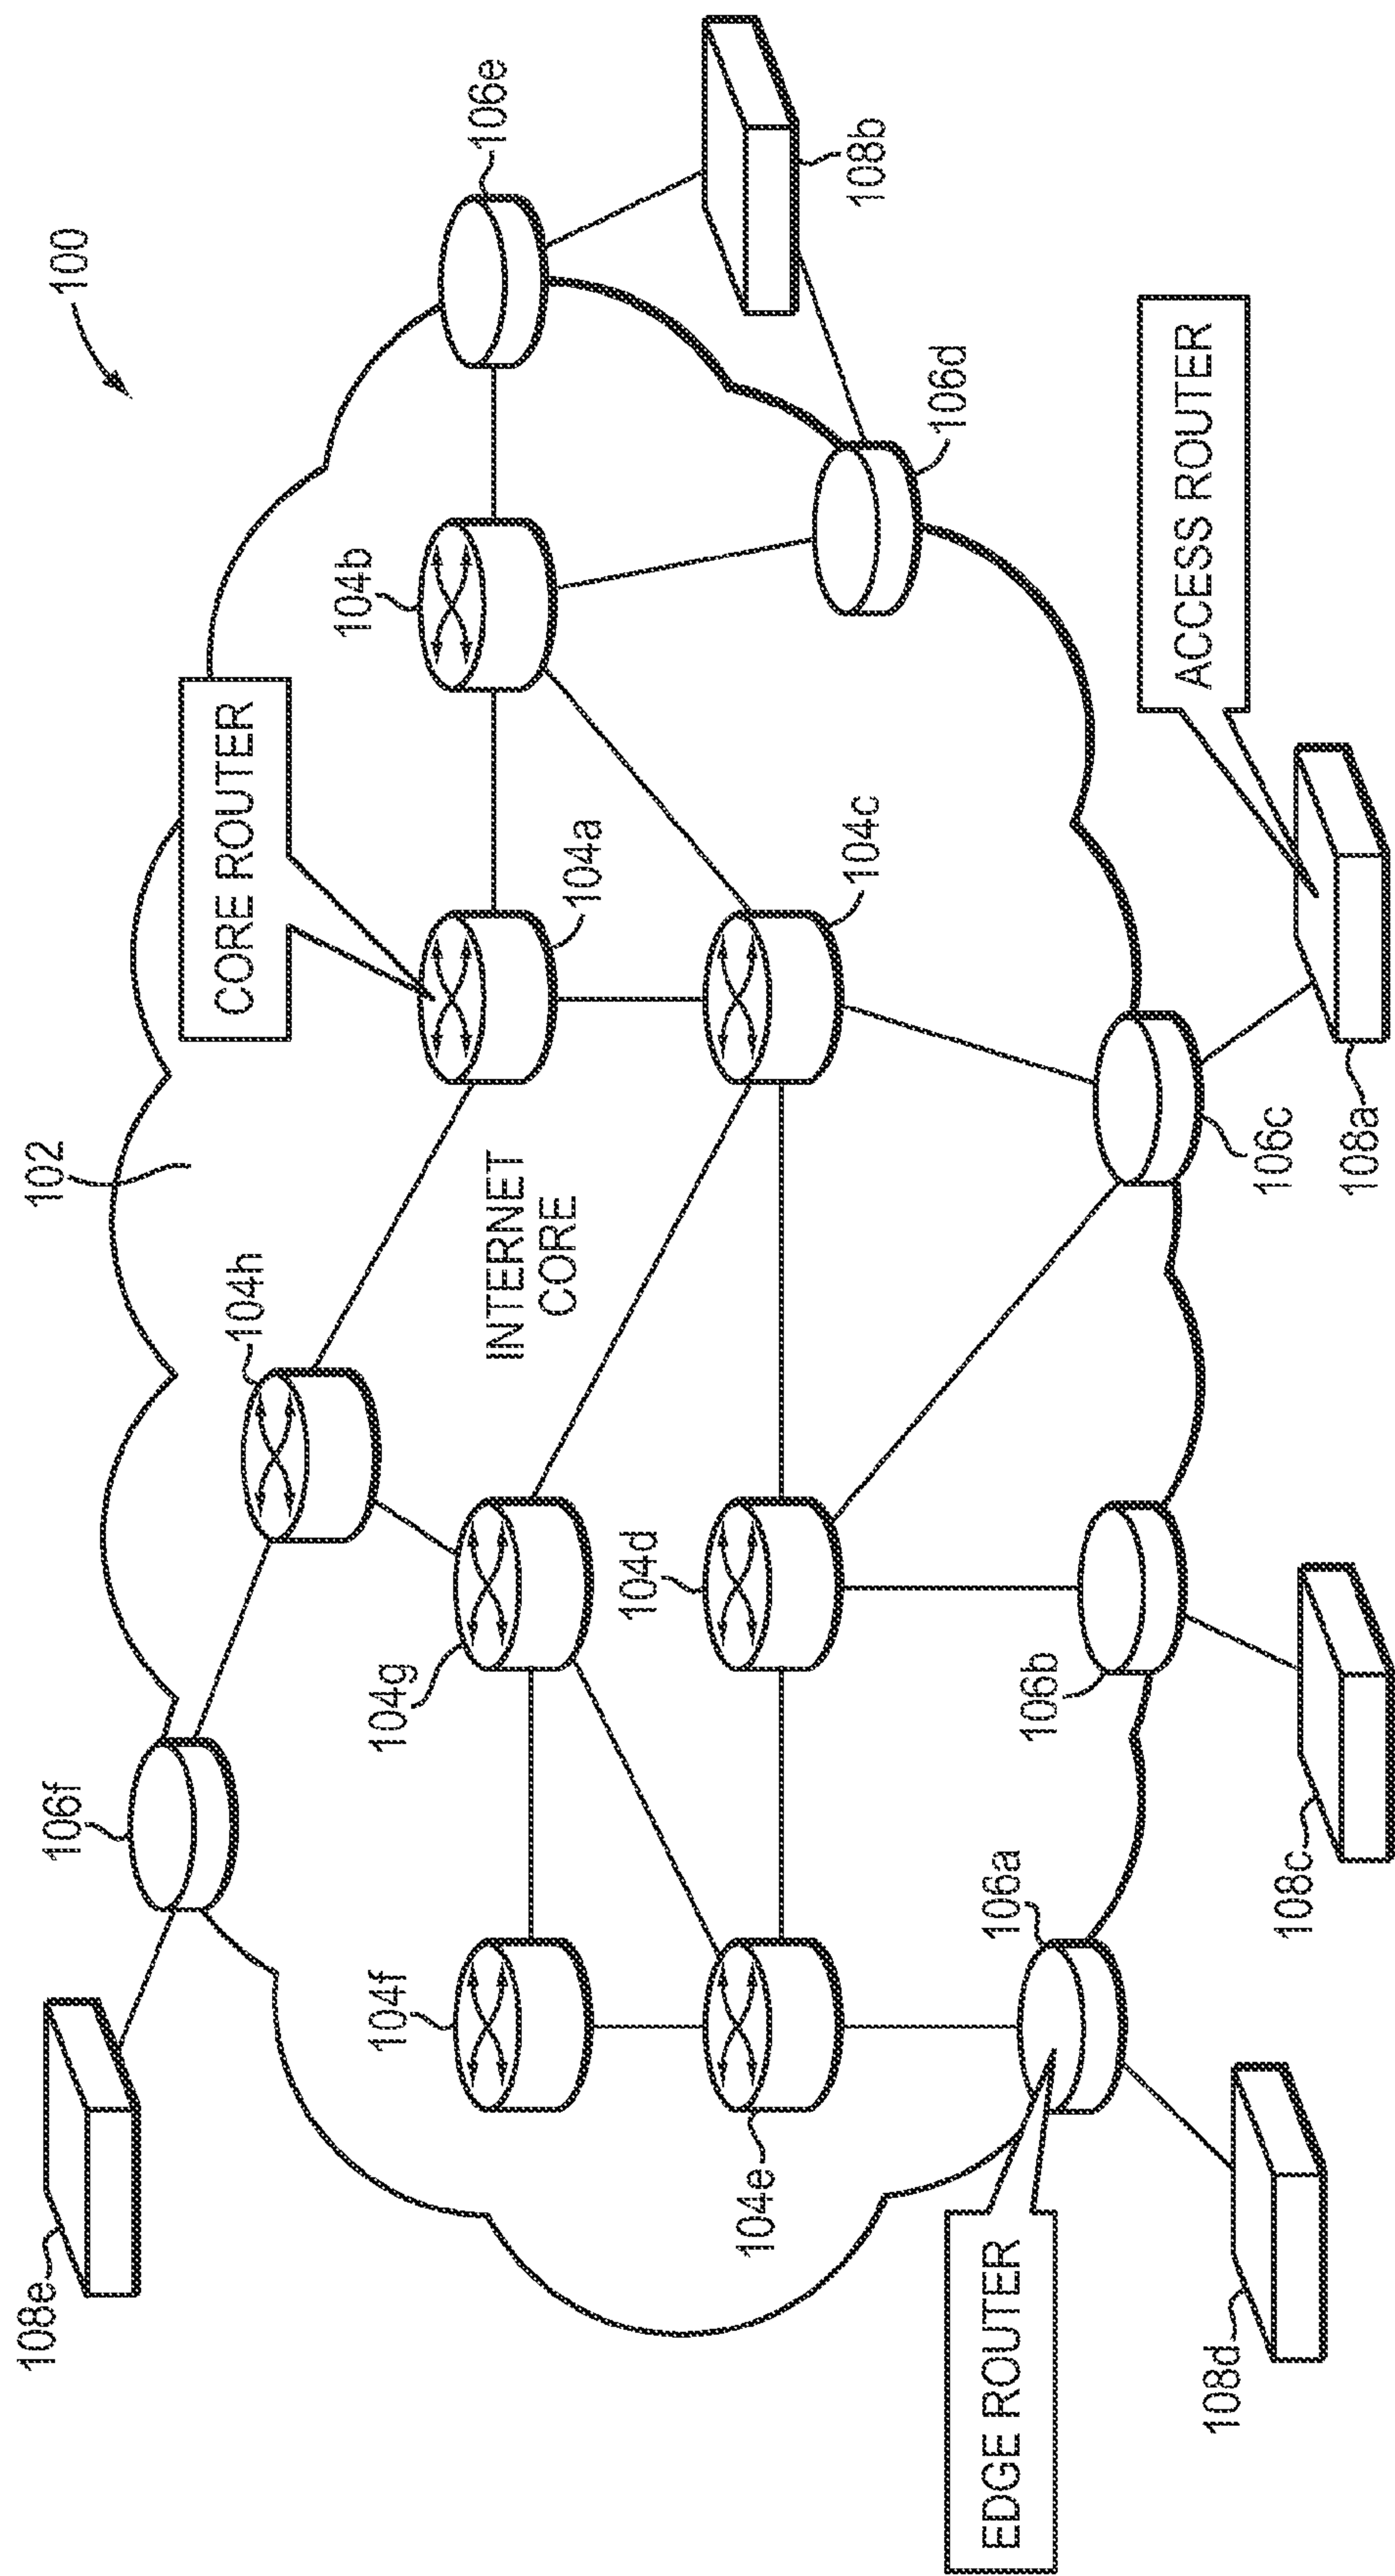 100
102
CORE ROUTER
106f
108e
104h
104b
106e
108b
104a
104g
104f
INTERNET
CORE
104c
104d
104e
106d
106a
106b
106c
EDGE ROUTER
ACCESS ROUTER
108d
108c
108a